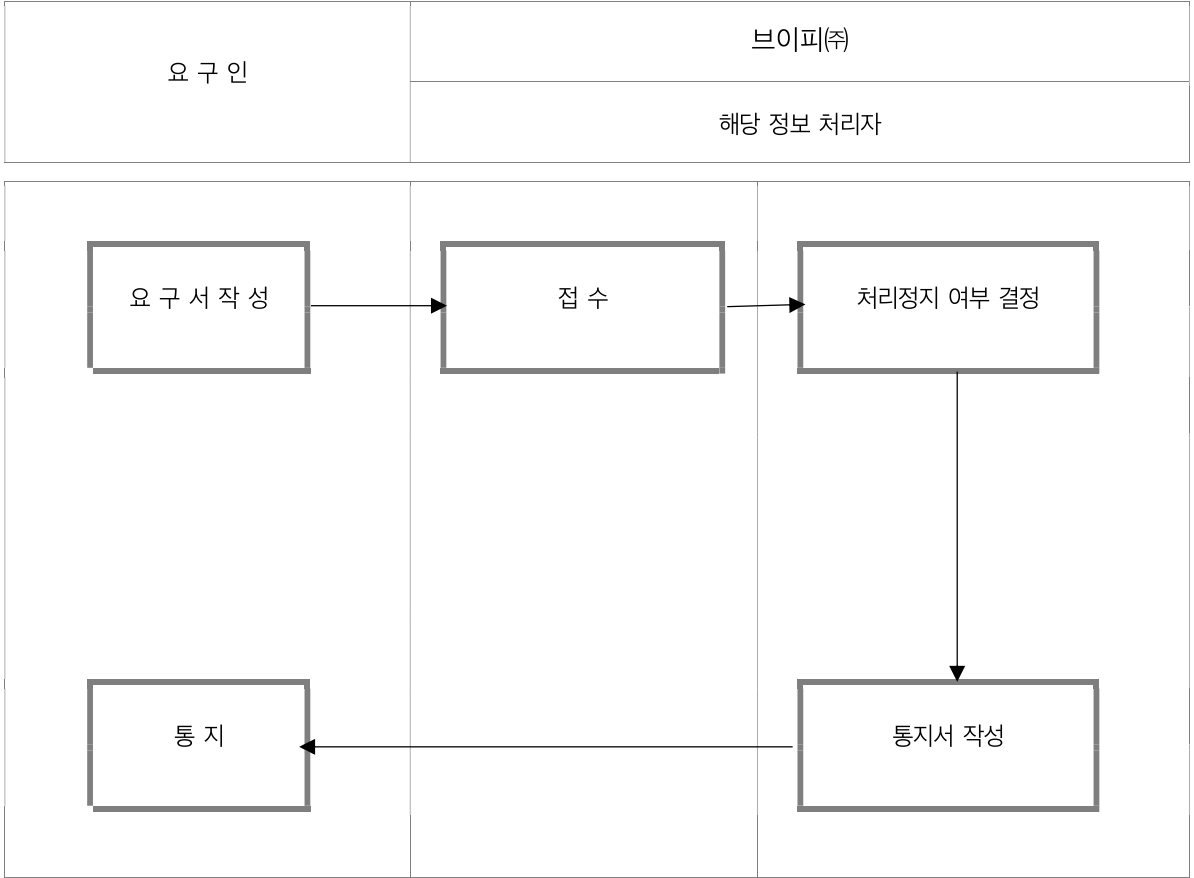 요 구 인
브이피㈜
해당 정보 처리자
요 구 서 작 성
접 수
처리정지 여부 결정
통 지
통지서 작성